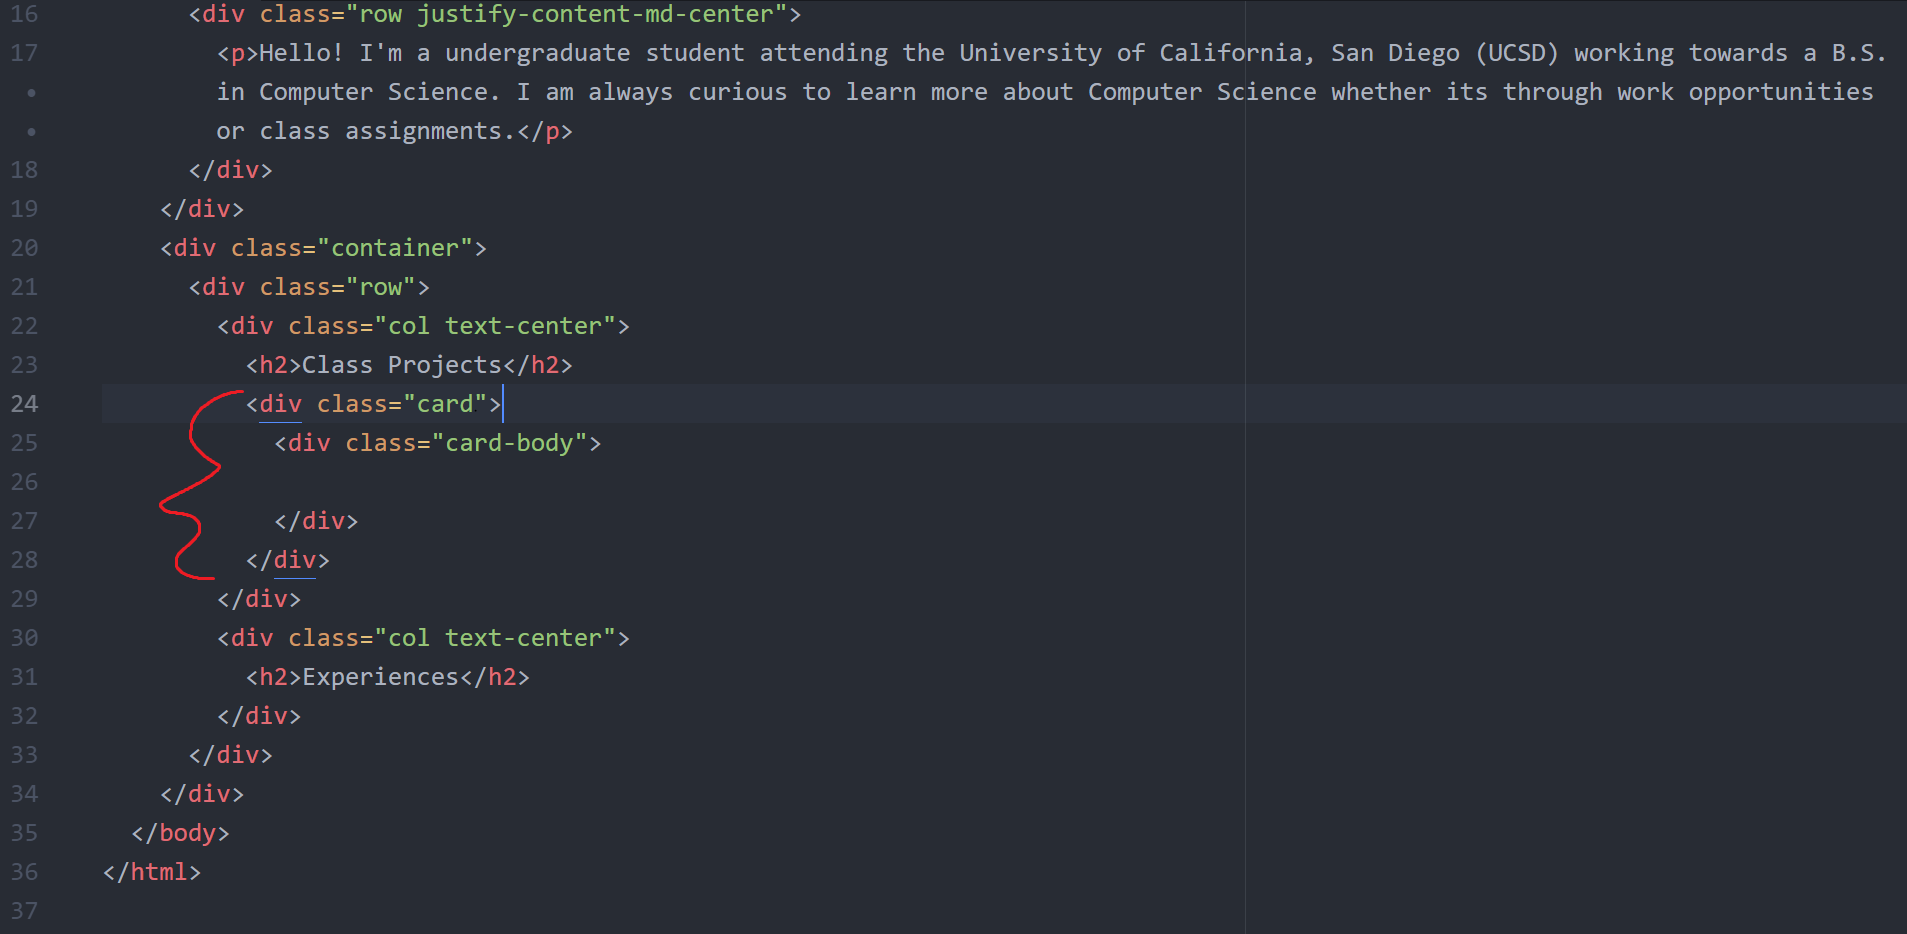 16 <div class="row justify-content-md-center">
17 <p>Hello! I'm a undergraduate student attending the University of California, San Diego (UCSD) working towards a B.S.
• in Computer Science. I am always curious to learn more about Computer Science whether its through work opportunities
• or class assignments.</p>
18 </div>
19 </div>
20 <div class="container">
21 <div class="row">
22 <div class="col text-center">
23 <h2>Class Projects</h2>
24 <div class="card">
25 <div class="card-body">
26
27 </div>
28 </div>
29 </div>
30 <div class="col text-center">
31 <h2>Experiences</h2>
32 </div>
33 </div>
34 </div>
35 </body>
36 </html>
37